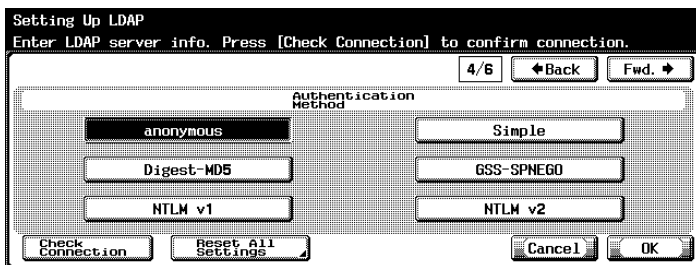 Setting Up LDAP
Enter LDAP server info. Press [Check Connection] to confirm connection.
4/6 ←Back Fwd. →
Authentication
Method
anonymous Simple
Digest-MD5 GSS-SPNEGO
NTLM v1 NTLM v2
Check
Connection
Reset All
Settings
Cancel OK